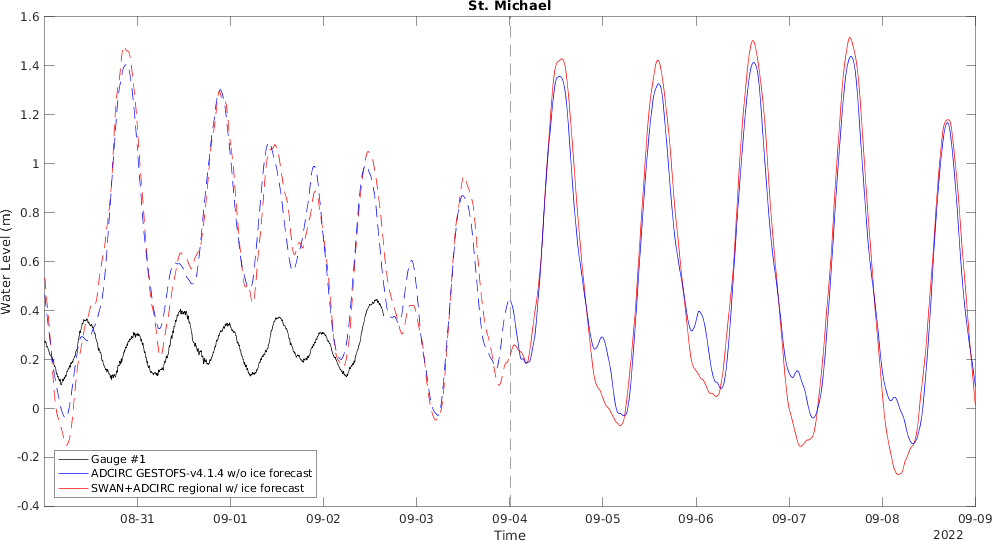 St. Michael
1.6
1.4
1.2
1
0.8
0.6
0.4
0.2
0
-0.2
-0.4
Water Level (m)
Gauge #1
ADCIRC GESTOFS-v4.1.4 w/o ice forecast
SWAN+ADCIRC regional w/ ice forecast
08-31 09-01 09-02 09-03 09-04 09-05 09-06 09-07 09-08 09-09
Time
2022